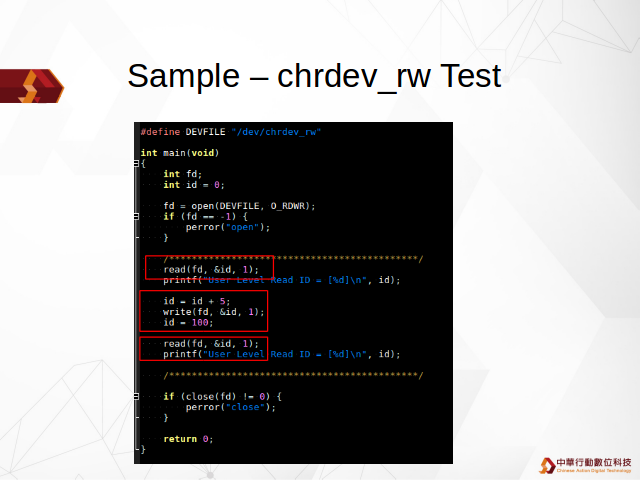 Sample – chrdev_rw Test
#define DEVFILE "/dev/chrdev_rw"
int main(void)
{
int fd;
int id = 0;
fd = open(DEVFILE, O_RDWR);
if (fd == -1) {
perror("open");
}
/********************************************/
read(fd, &id, 1);
printf("User Level Read ID = [%d]\n", id);
id = id + 5;
write(fd, &id, 1);
id = 100;
read(fd, &id, 1);
printf("User Level Read ID = [%d]\n", id);
/********************************************/
if (close(fd) != 0) {
perror("close");
}
return 0;
}
中華行動數位科技
Chinese Action Digital Technology